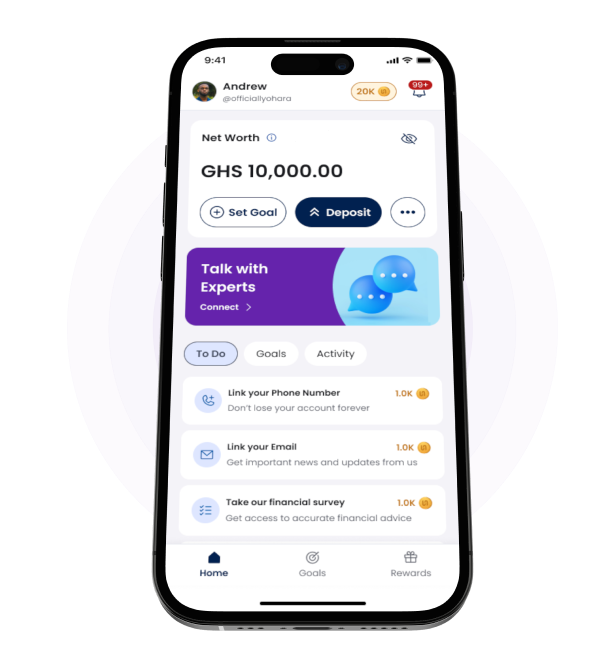 9:41
Andrew
@officiallyohara
20K
99+
Net Worth
GHS 10,000.00
Set Goal
Deposit
Talk with
Experts
Connect
To Do
Goals
Activity
Link your Phone Number
1.0K
Don't lose your account forever
Link your Email
1.0K
Get important news and updates from us
Take our financial survey
1.0K
Get access to accurate financial advice
Home
Goals
Rewards